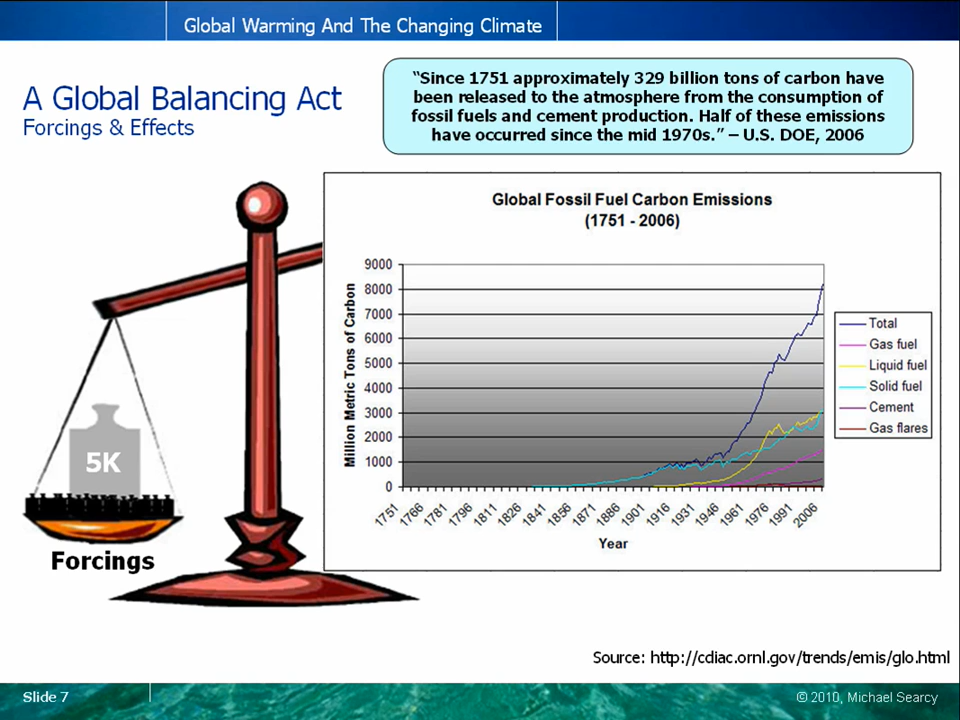 Global Warming And The Changing Climate
A Global Balancing Act
Forcings & Effects
“Since 1751 approximately 329 billion tons of carbon have
been released to the atmosphere from the consumption of
fossil fuels and cement production. Half of these emissions
have occurred since the mid 1970s.” – U.S. DOE, 2006
Global Fossil Fuel Carbon Emissions
(1751 - 2006)
Million Metric Tons of Carbon
9000
8000
7000
6000
5000
4000
3000
2000
1000
0
1751
1766
1781
1796
1811
1826
1841
1856
1871
1886
1901
1916
1931
1946
1961
1976
1991
2006
Year
Total
Gas fuel
Liquid fuel
Solid fuel
Cement
Gas flares
5K
Forcings
Source: http://cdiac.ornl.gov/trends/emis/glo.html
Slide 7
© 2010, Michael Searcy